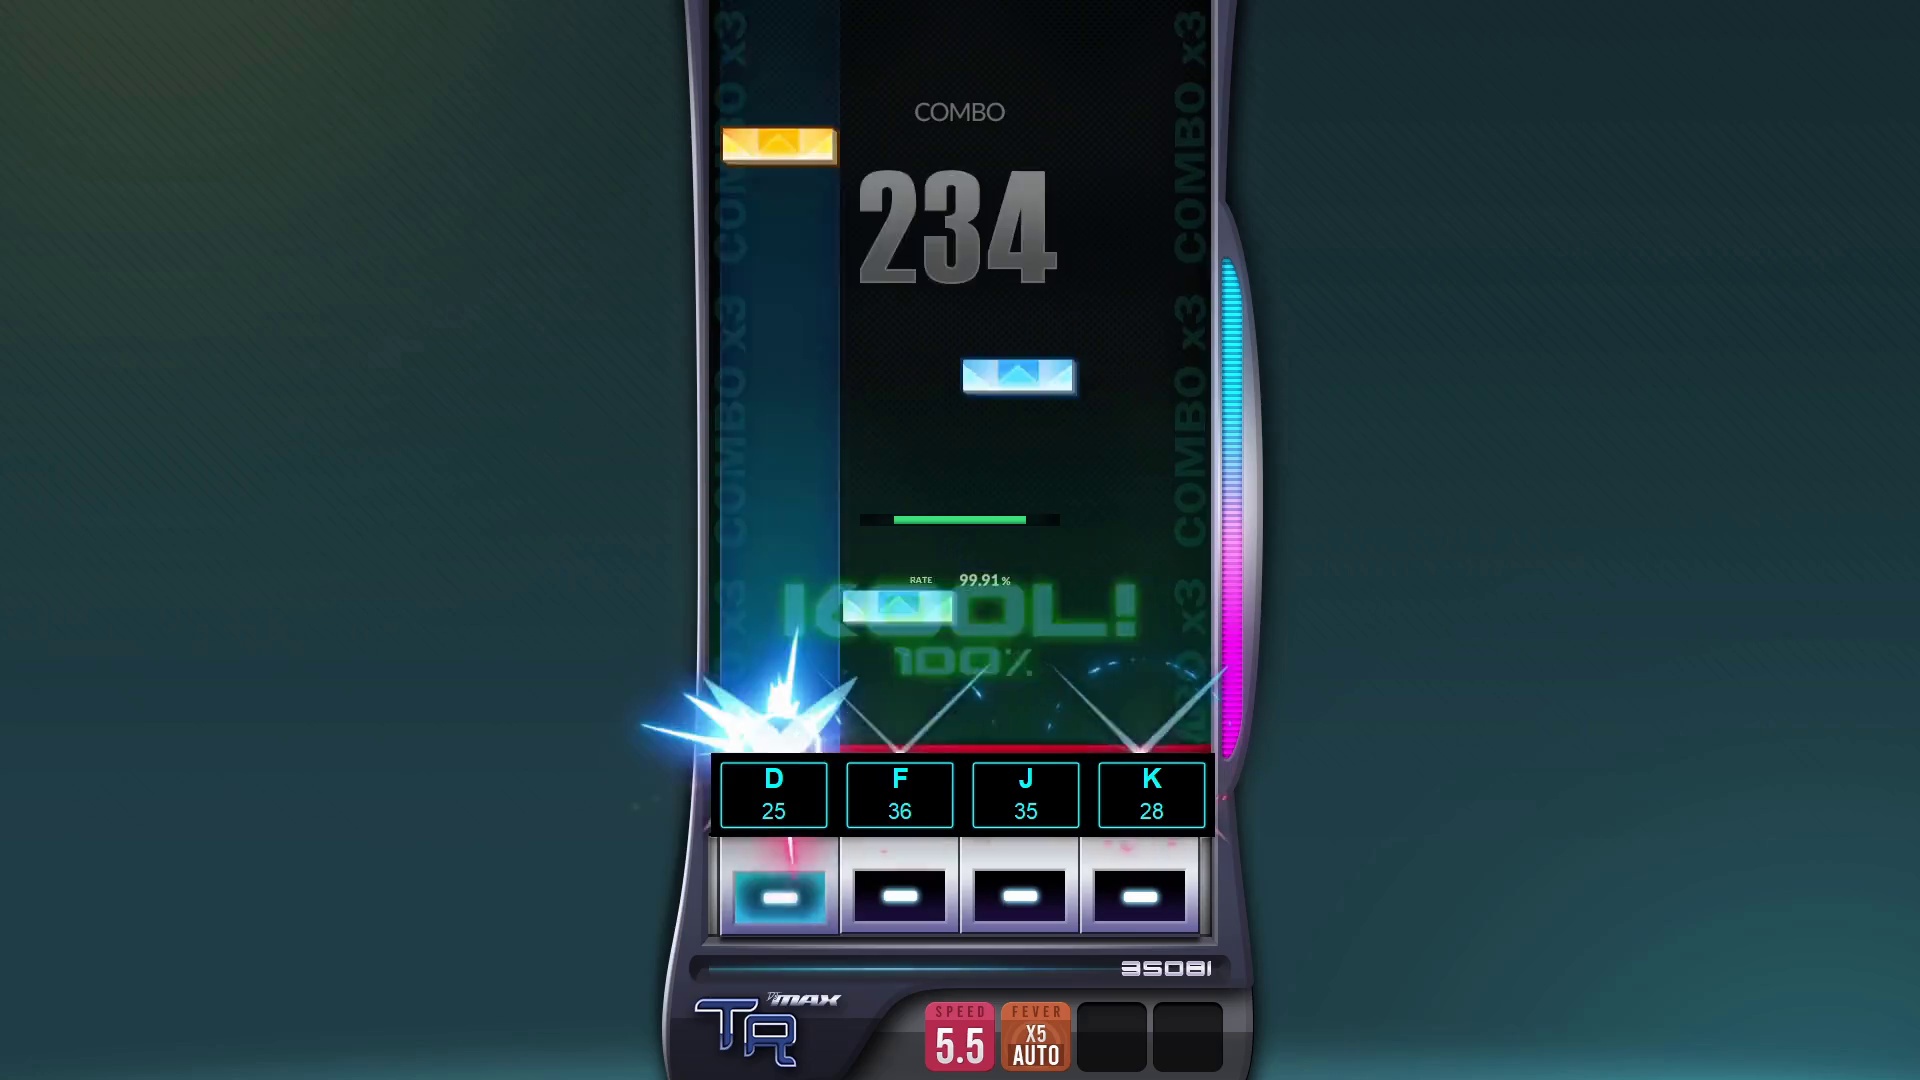 COMBO x3 COMBO x3 COMBO x3
COMBO x3 COMBO x3 COMBO x3
COMBO
234
RATE 99.91%
KOOL!
100%
D F J K
25 36 35 28
35081
MAX
TR
SPEED FEVER
5.5 X5
AUTO